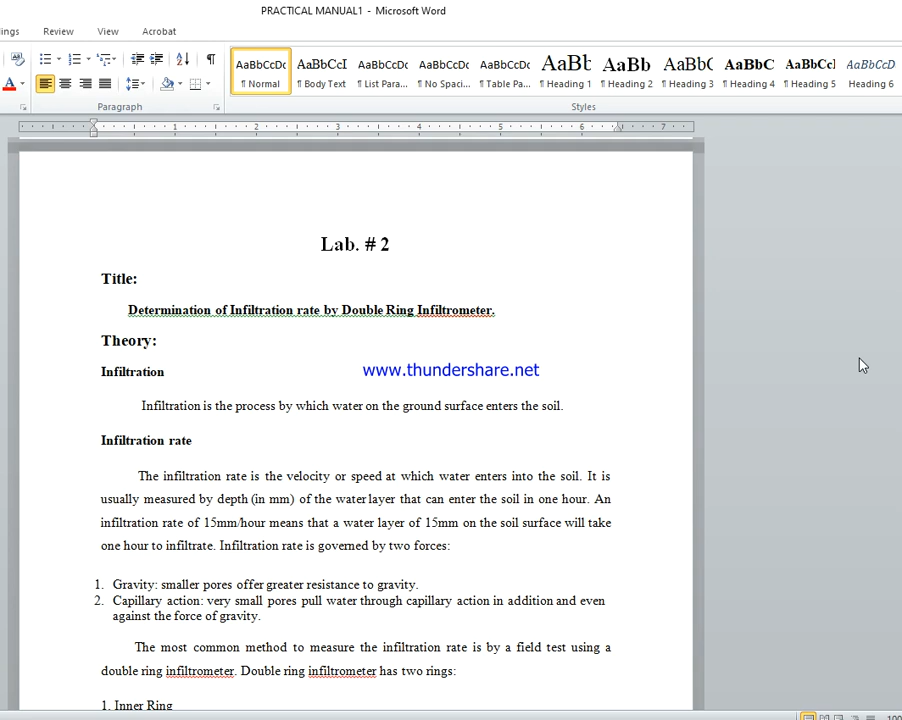 PRACTICAL MANUAL1 - Microsoft Word
ings Review View Acrobat
AaBbCcDc AaBbCcI AaBbCcDc AaBbCcDc AaBbCcDc AaBb AaBb AaBbC AaBbC AaBbCcI AaBbCcD
¶ Normal ¶ Body Text ¶ List Para... ¶ No Spaci... ¶ Table Pa... ¶ Heading 1 ¶ Heading 2 ¶ Heading 3 ¶ Heading 4 ¶ Heading 5 Heading 6
Paragraph Styles
1 2 3 4 5 6 7
Lab. # 2
Title:
Determination of Infiltration rate by Double Ring Infiltrometer.
Theory:
Infiltration www.thundershare.net
Infiltration is the process by which water on the ground surface enters the soil.
Infiltration rate
The infiltration rate is the velocity or speed at which water enters into the soil. It is
usually measured by depth (in mm) of the water layer that can enter the soil in one hour. An
infiltration rate of 15mm/hour means that a water layer of 15mm on the soil surface will take
one hour to infiltrate. Infiltration rate is governed by two forces:
1. Gravity: smaller pores offer greater resistance to gravity.
2. Capillary action: very small pores pull water through capillary action in addition and even
against the force of gravity.
The most common method to measure the infiltration rate is by a field test using a
double ring infiltrometer. Double ring infiltrometer has two rings:
1. Inner Ring